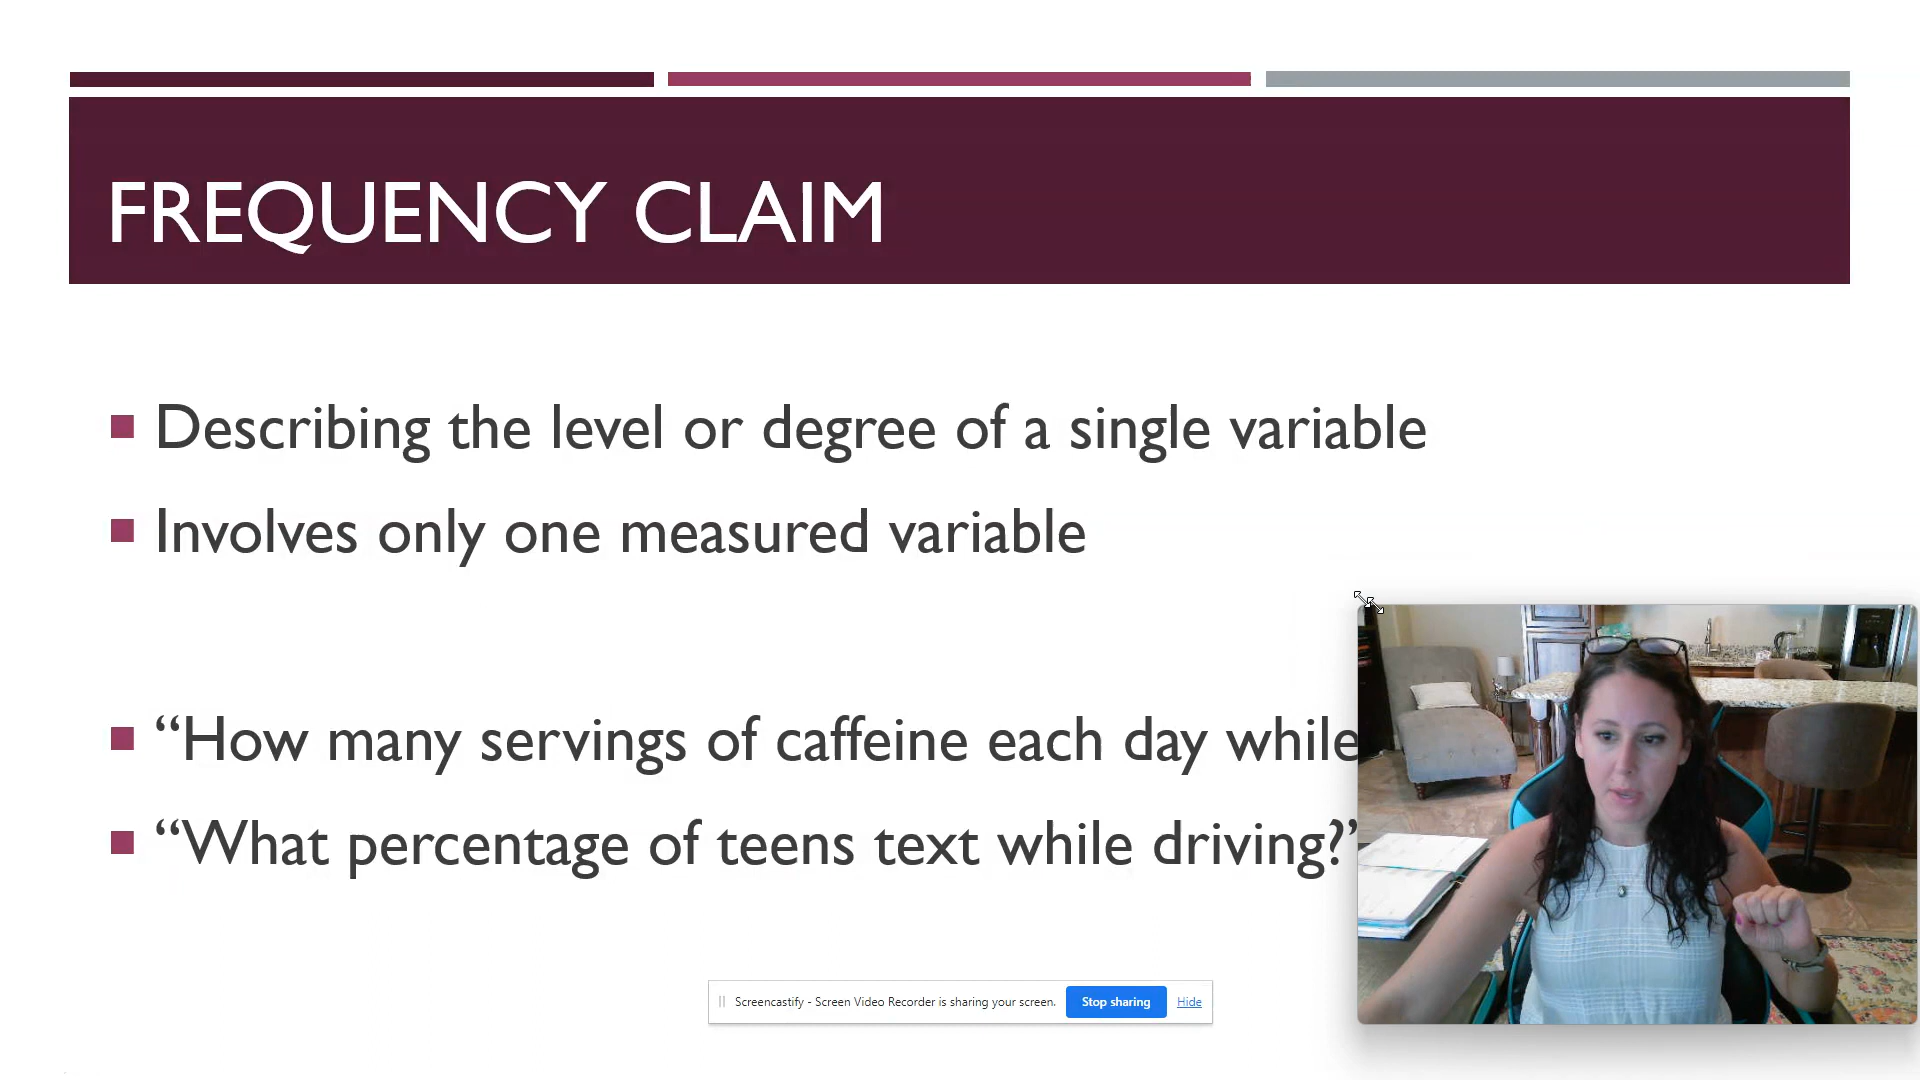 FREQUENCY CLAIM
Describing the level or degree of a single variable
Involves only one measured variable
“How many servings of caffeine each day while
“What percentage of teens text while driving?”
Screencastify - Screen Video Recorder is sharing your screen. Stop sharing Hide